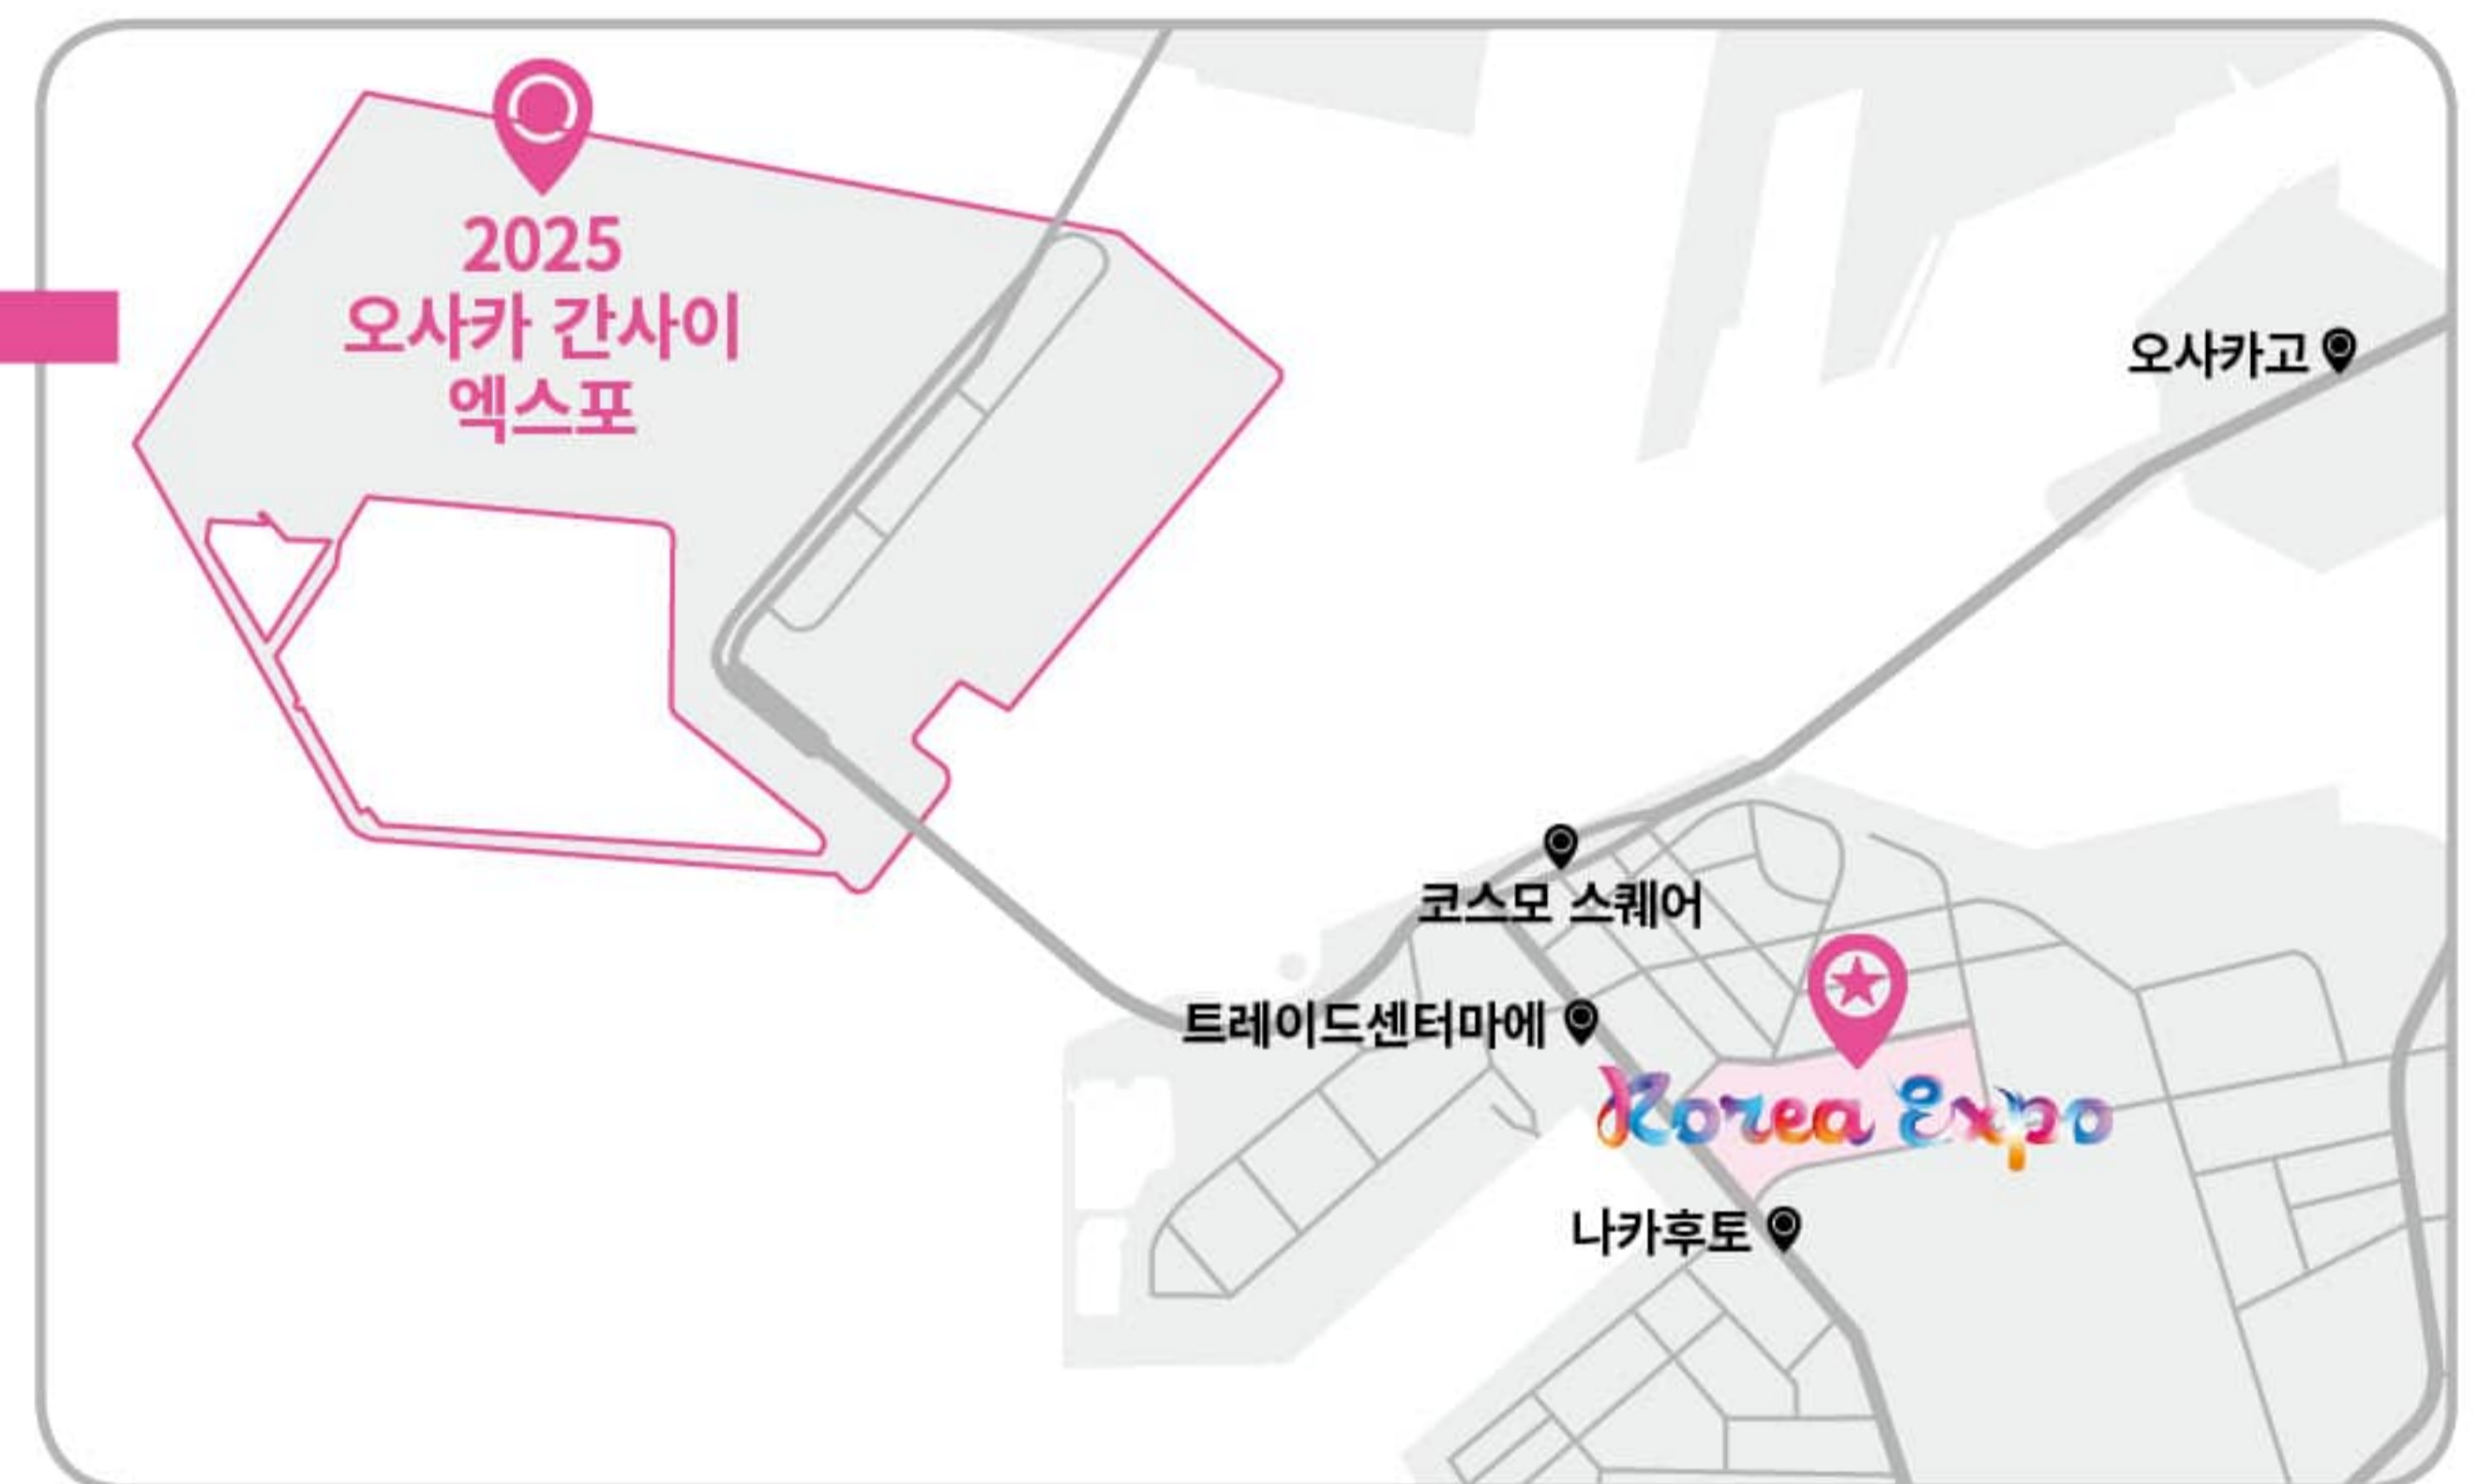 2025
오사카 간사이
엑스포
오사카고
코스모 스퀘어
트레이드센터마에
Korea Expo
나카후토